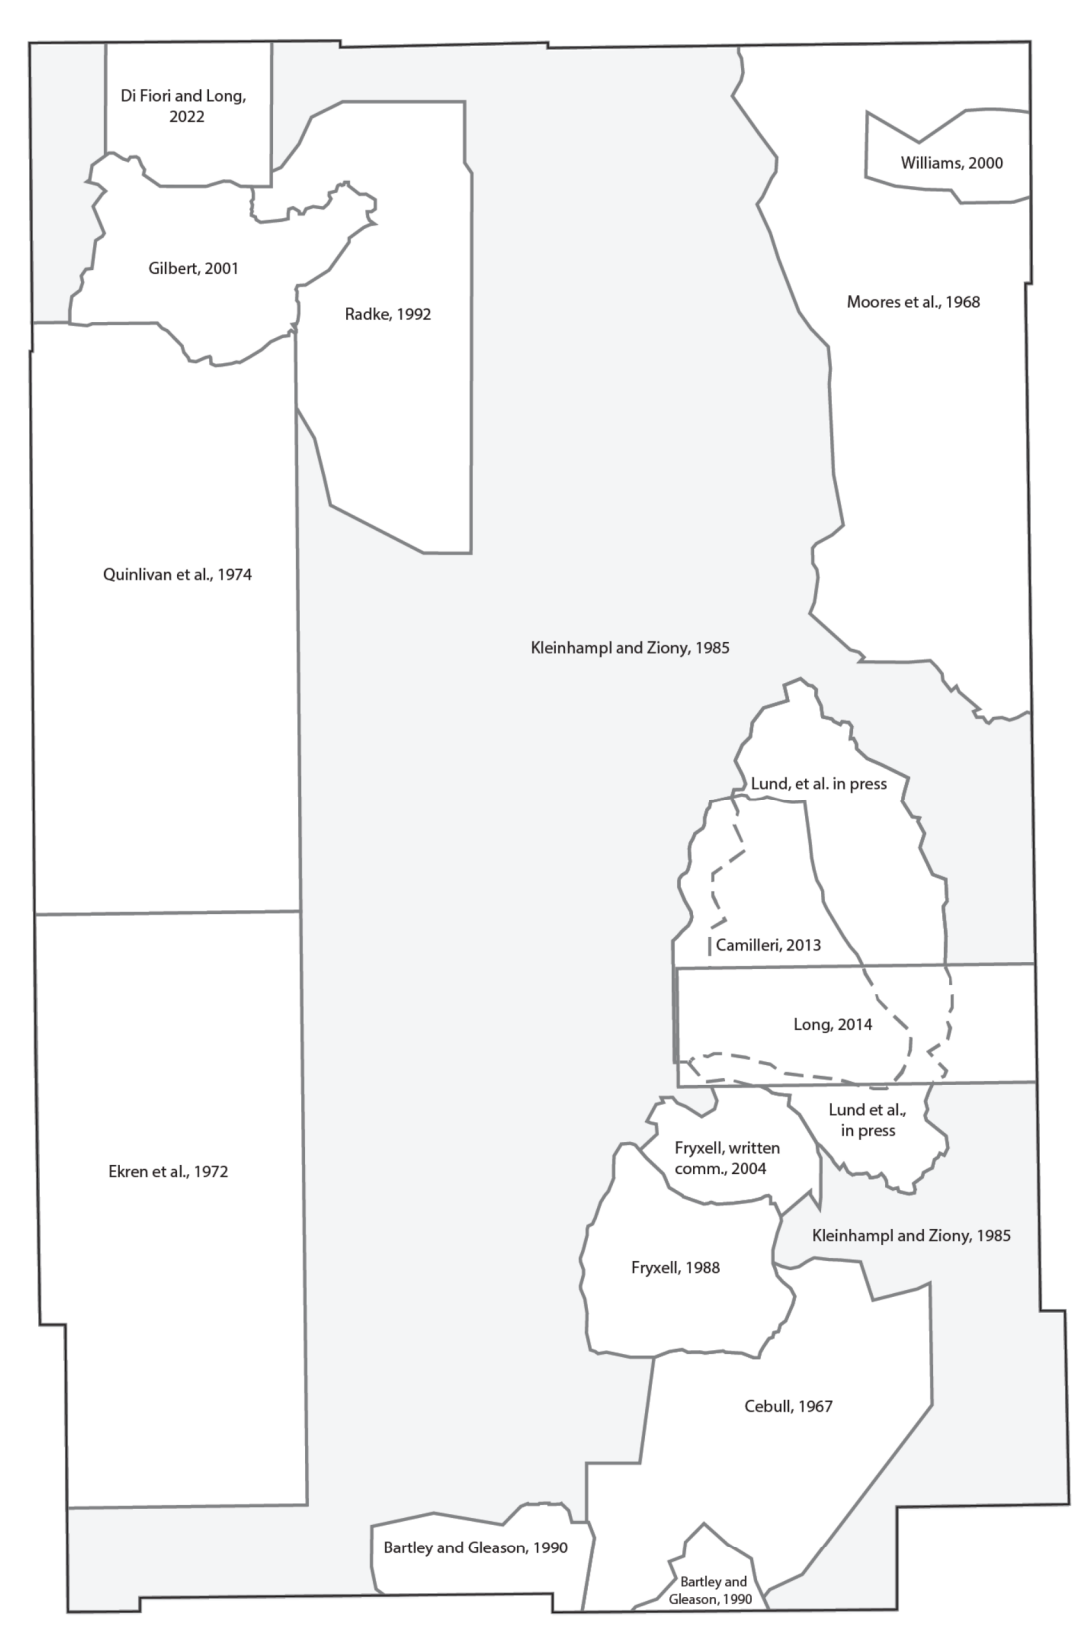 Di Fiori and Long,
2022
Williams, 2000
Gilbert, 2001
Moores et al., 1968
Radke, 1992
Quinlivan et al., 1974
Kleinhampl and Ziony, 1985
Lund, et al. in press
Camilleri, 2013
Long, 2014
Lund et al.,
in press
Fryxell, written
comm., 2004
Ekren et al., 1972
Kleinhampl and Ziony, 1985
Fryxell, 1988
Cebull, 1967
Bartley and Gleason, 1990
Bartley and
Gleason, 1990